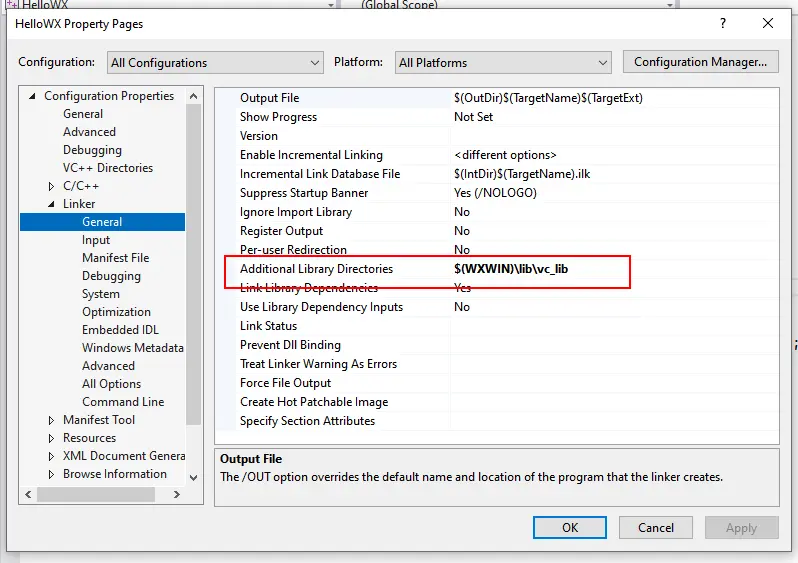 HelloWX (Global Scope)
HelloWX Property Pages ?
Configuration: All Configurations Platform: All Platforms Configuration Manager...
Configuration Properties
General
Advanced
Debugging
VC++ Directories
C/C++
Linker
General
Input
Manifest File
Debugging
System
Optimization
Embedded IDL
Windows Metadata
Advanced
All Options
Command Line
Manifest Tool
Resources
XML Document Genera
Browse Information
Output File $(OutDir)$(TargetName)$(TargetExt)
Show Progress Not Set
Version
Enable Incremental Linking <different options>
Incremental Link Database File $(IntDir)$(TargetName).ilk
Suppress Startup Banner Yes (/NOLOGO)
Ignore Import Library No
Register Output No
Per-user Redirection No
Additional Library Directories $(WXWIN)\lib\vc_lib
Link Library Dependencies Yes
Use Library Dependency Inputs No
Link Status
Prevent Dll Binding
Treat Linker Warning As Errors
Force File Output
Create Hot Patchable Image
Specify Section Attributes
;
Output File
The /OUT option overrides the default name and location of the program that the linker creates.
OK Cancel Apply